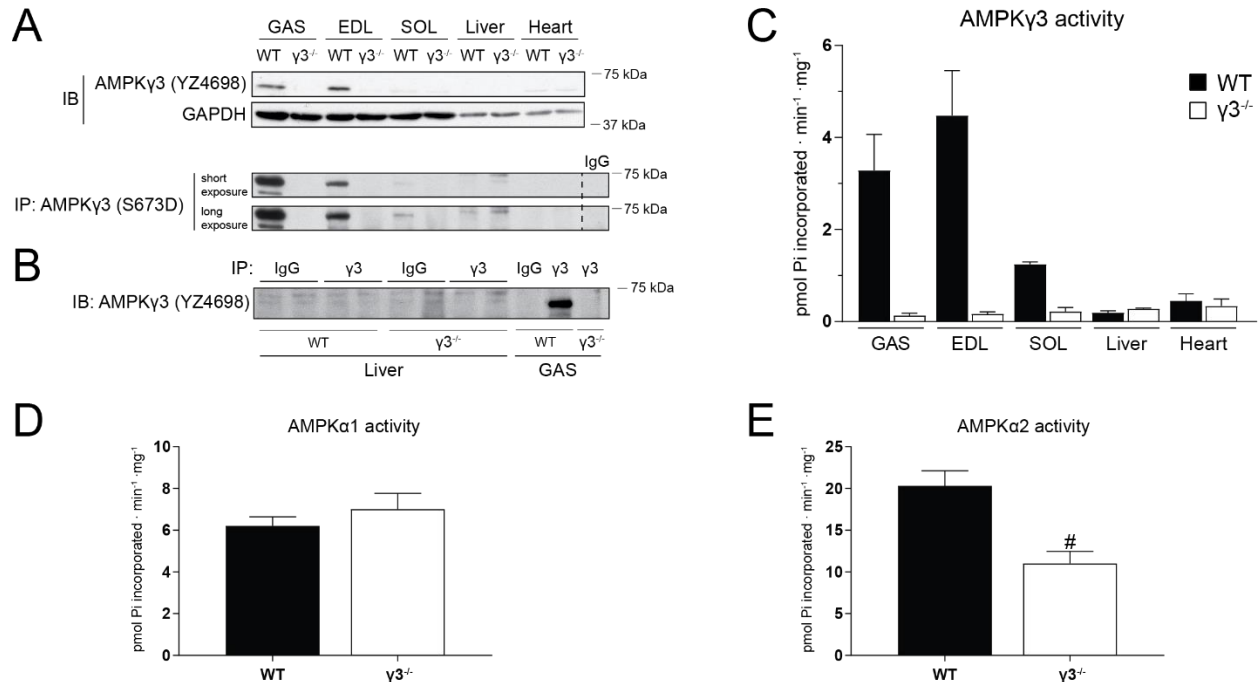 A
GAS EDL SOL Liver Heart
WT γ3⁻/⁻ WT γ3⁻/⁻ WT γ3⁻/⁻ WT γ3⁻/⁻ WT γ3⁻/⁻
IB
AMPKγ3 (YZ4698)
75 kDa
GAPDH
37 kDa
IgG
IP: AMPKγ3 (S673D)
short
exposure
75 kDa
long
exposure
75 kDa
B
IP: IgG γ3 IgG γ3 IgG γ3 γ3
IB: AMPKγ3 (YZ4698)
75 kDa
WT γ3⁻/⁻ WT γ3⁻/⁻
Liver GAS
C
AMPKγ3 activity
pmol Pi incorporated · min⁻¹ ·mg⁻¹
6
4
2
0
WT
γ3⁻/⁻
GAS EDL SOL Liver Heart
D
AMPKα1 activity
pmol Pi incorporated · min⁻¹ ·mg⁻¹
10
8
6
4
2
0
WT γ3⁻/⁻
E
AMPKα2 activity
pmol Pi incorporated · min⁻¹ ·mg⁻¹
25
20
15
10
5
0
#
WT γ3⁻/⁻